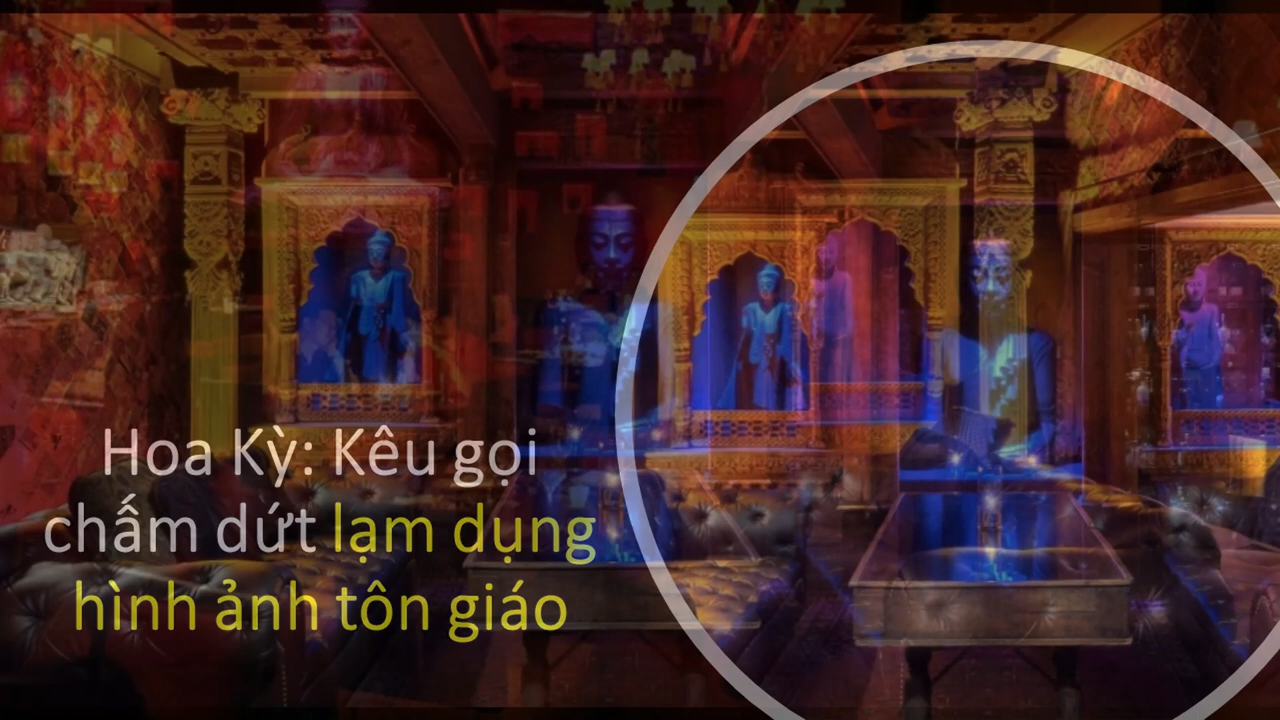 Hoa Kỳ: Kêu gọi
chấm dứt lạm dụng
hình ảnh tôn giáo